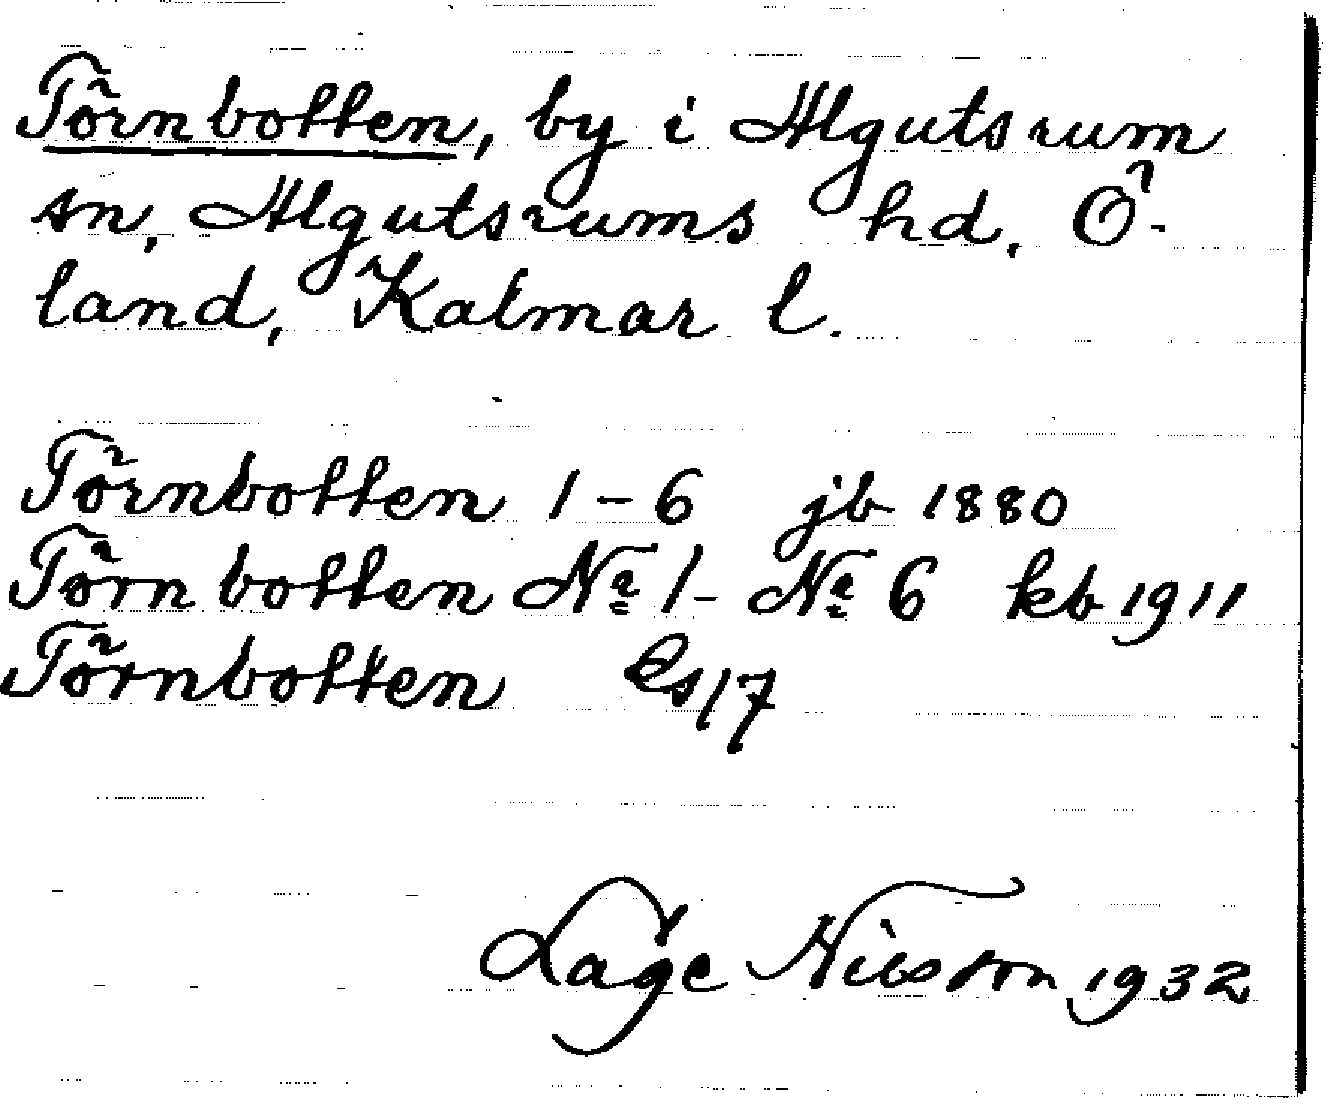 Törnbotten, by i Algutsrum
sn, Algutsrums hd. Ö-
land, Kalmar l.
Törnbotten 1-6 jb 1880
Törnbotten No 1- No 6 kb 1911
Törnbotten Es 17
Lage Nilsson 1932